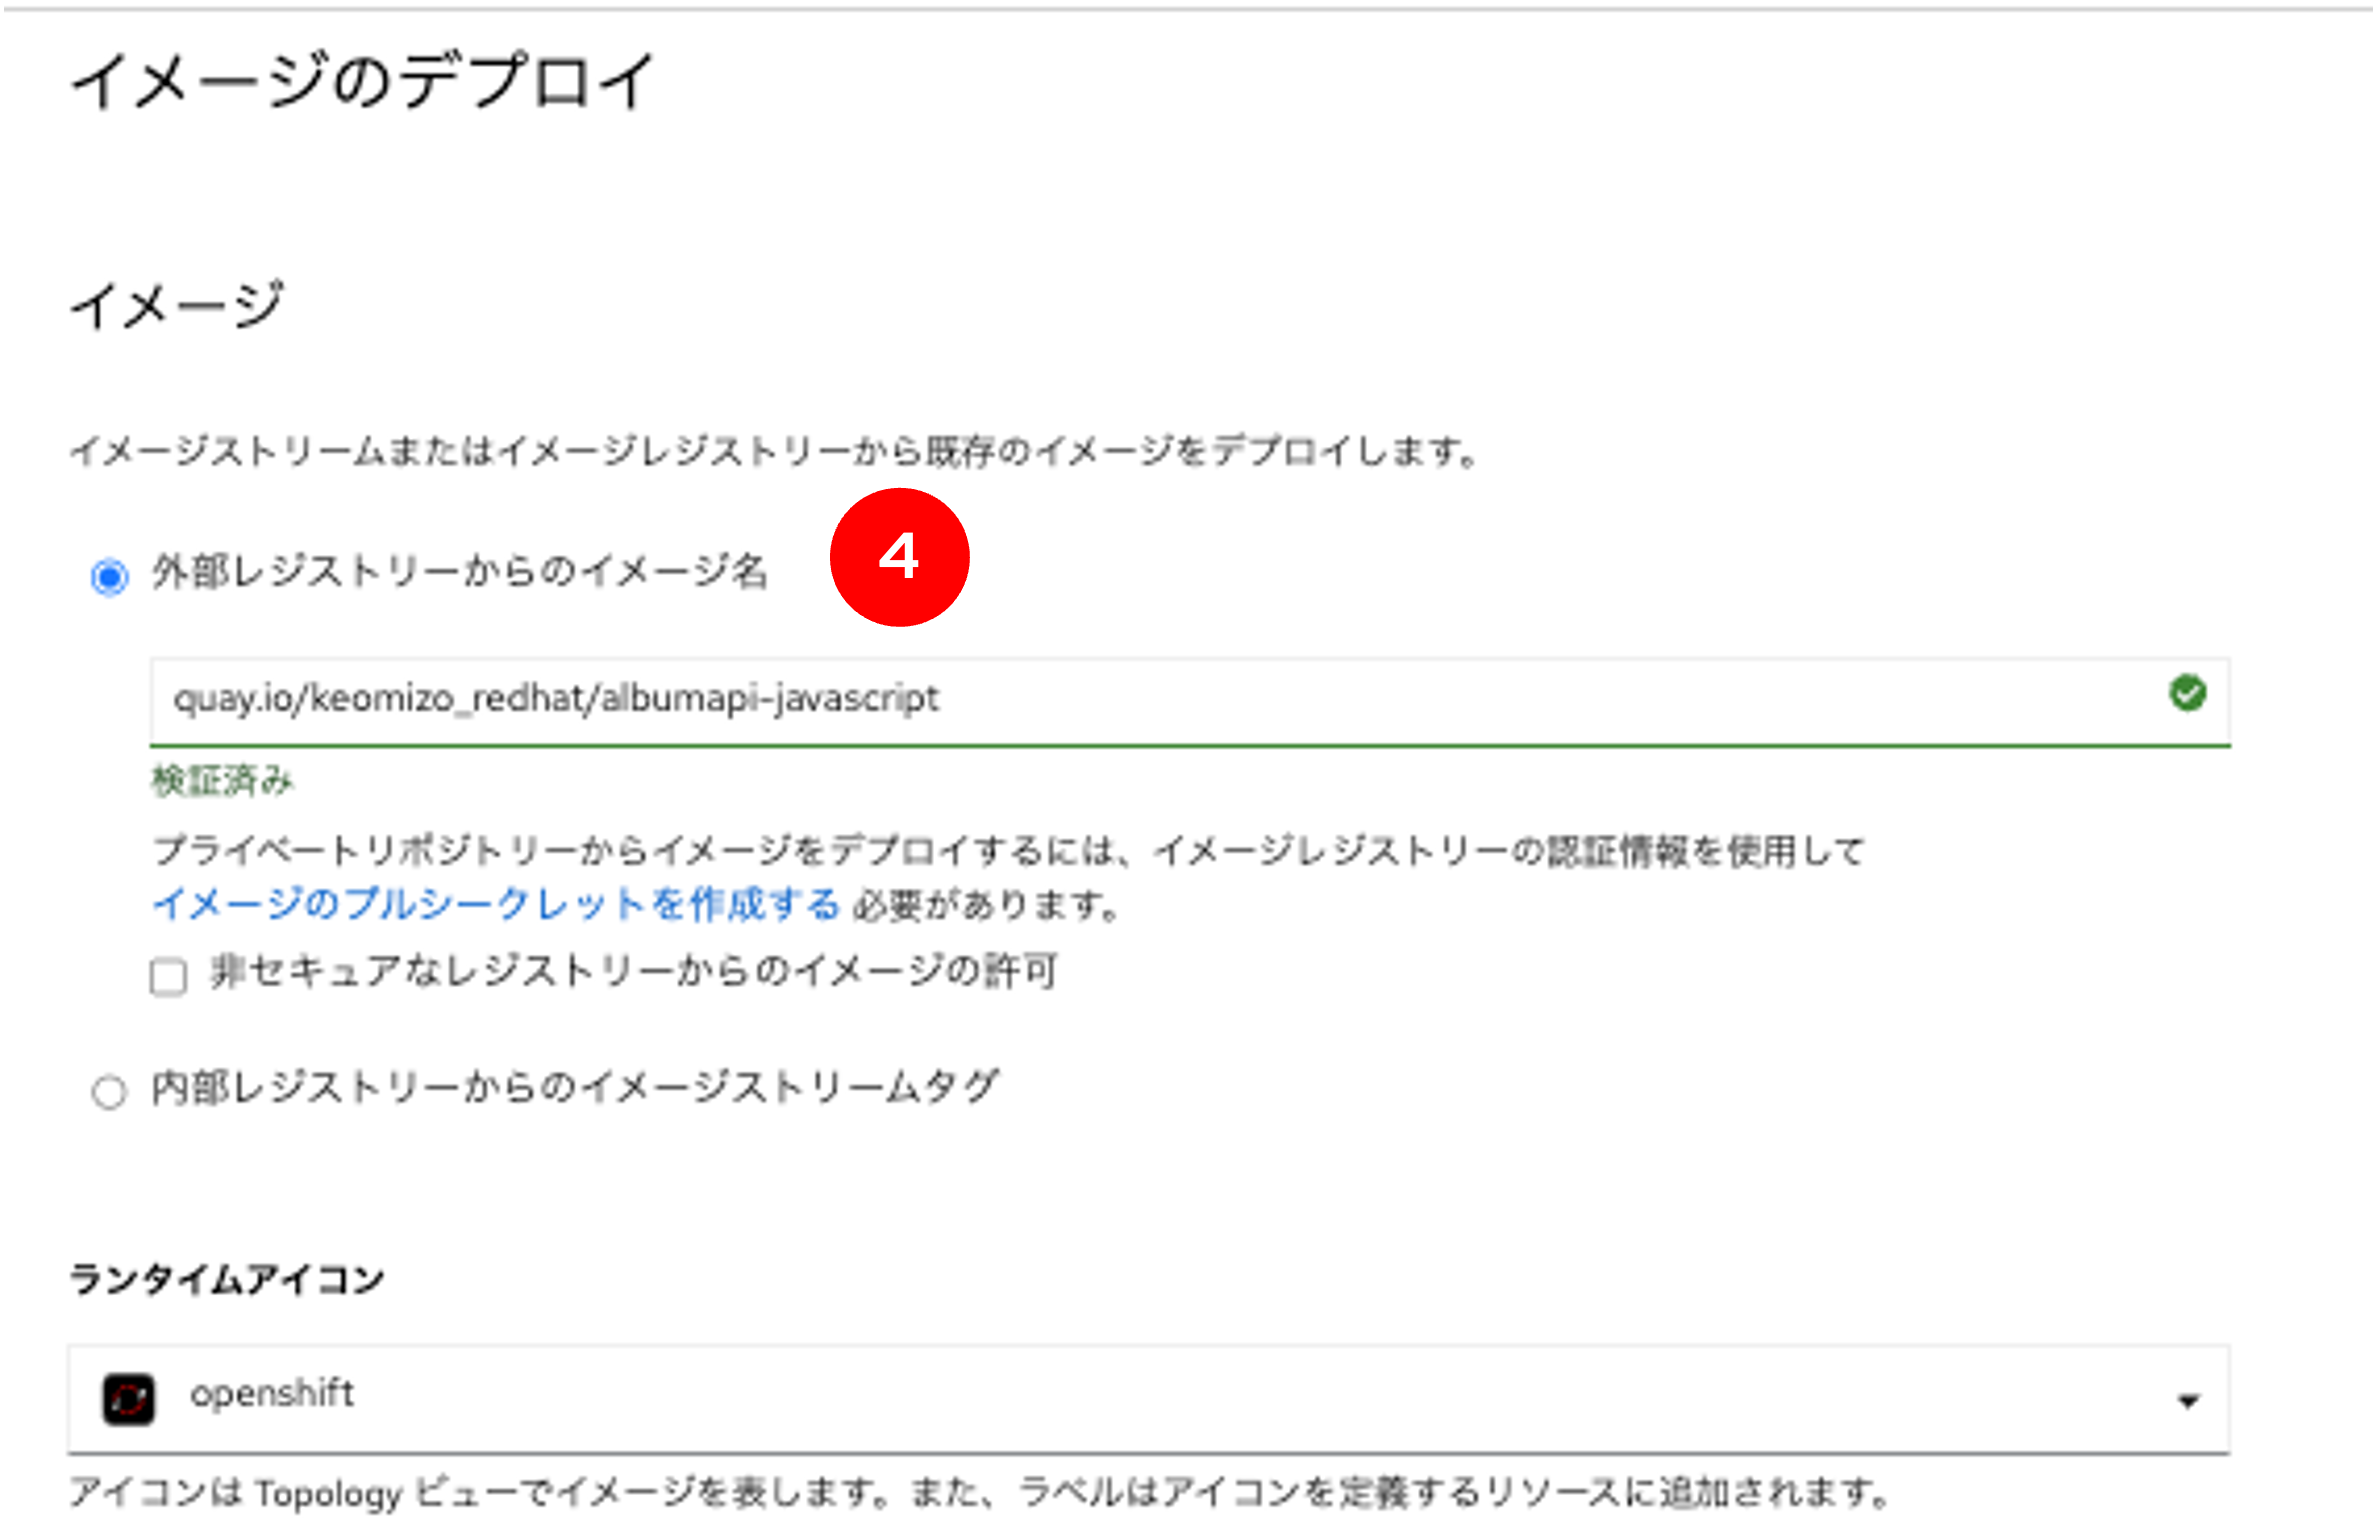 イメージのデプロイ
イメージ
イメージストリームまたはイメージレジストリーから既存のイメージをデプロイします。
外部レジストリーからのイメージ名
4
quay.io/keomizo_redhat/albumapi-javascript
検証済み
プライベートリポジトリーからイメージをデプロイするには、イメージレジストリーの認証情報を使用して
イメージのプルシークレットを作成する 必要があります。
非セキュアなレジストリーからのイメージの許可
内部レジストリーからのイメージストリームタグ
ランタイムアイコン
openshift
アイコンは Topology ビューでイメージを表します。また、ラベルはアイコンを定義するリソースに追加されます。